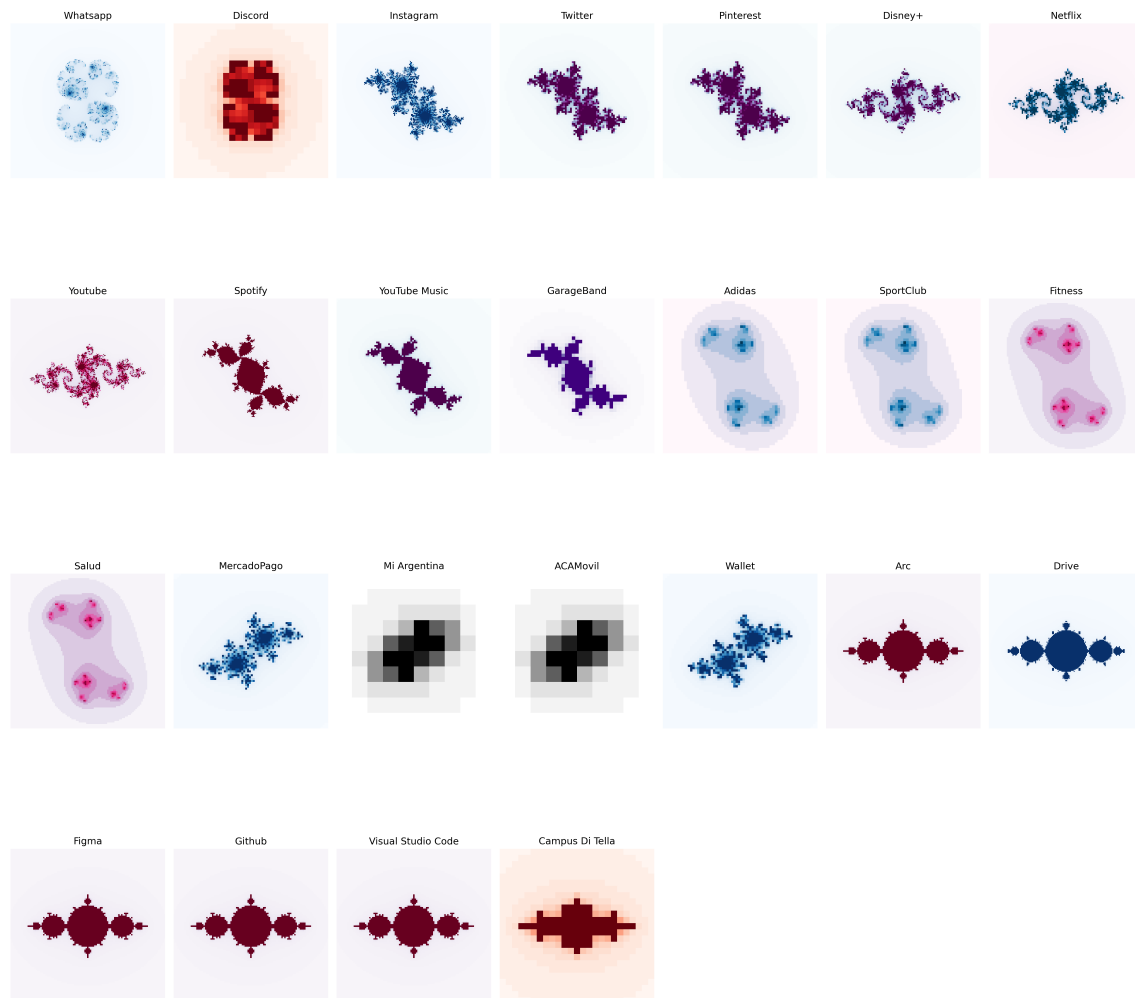 Whatsapp
Discord
Instagram
Twitter
Pinterest
Disney+
Netflix
Youtube
Spotify
YouTube Music
GarageBand
Adidas
SportClub
Fitness
Salud
MercadoPago
Mi Argentina
ACAMovil
Wallet
Arc
Drive
Figma
Github
Visual Studio Code
Campus Di Tella